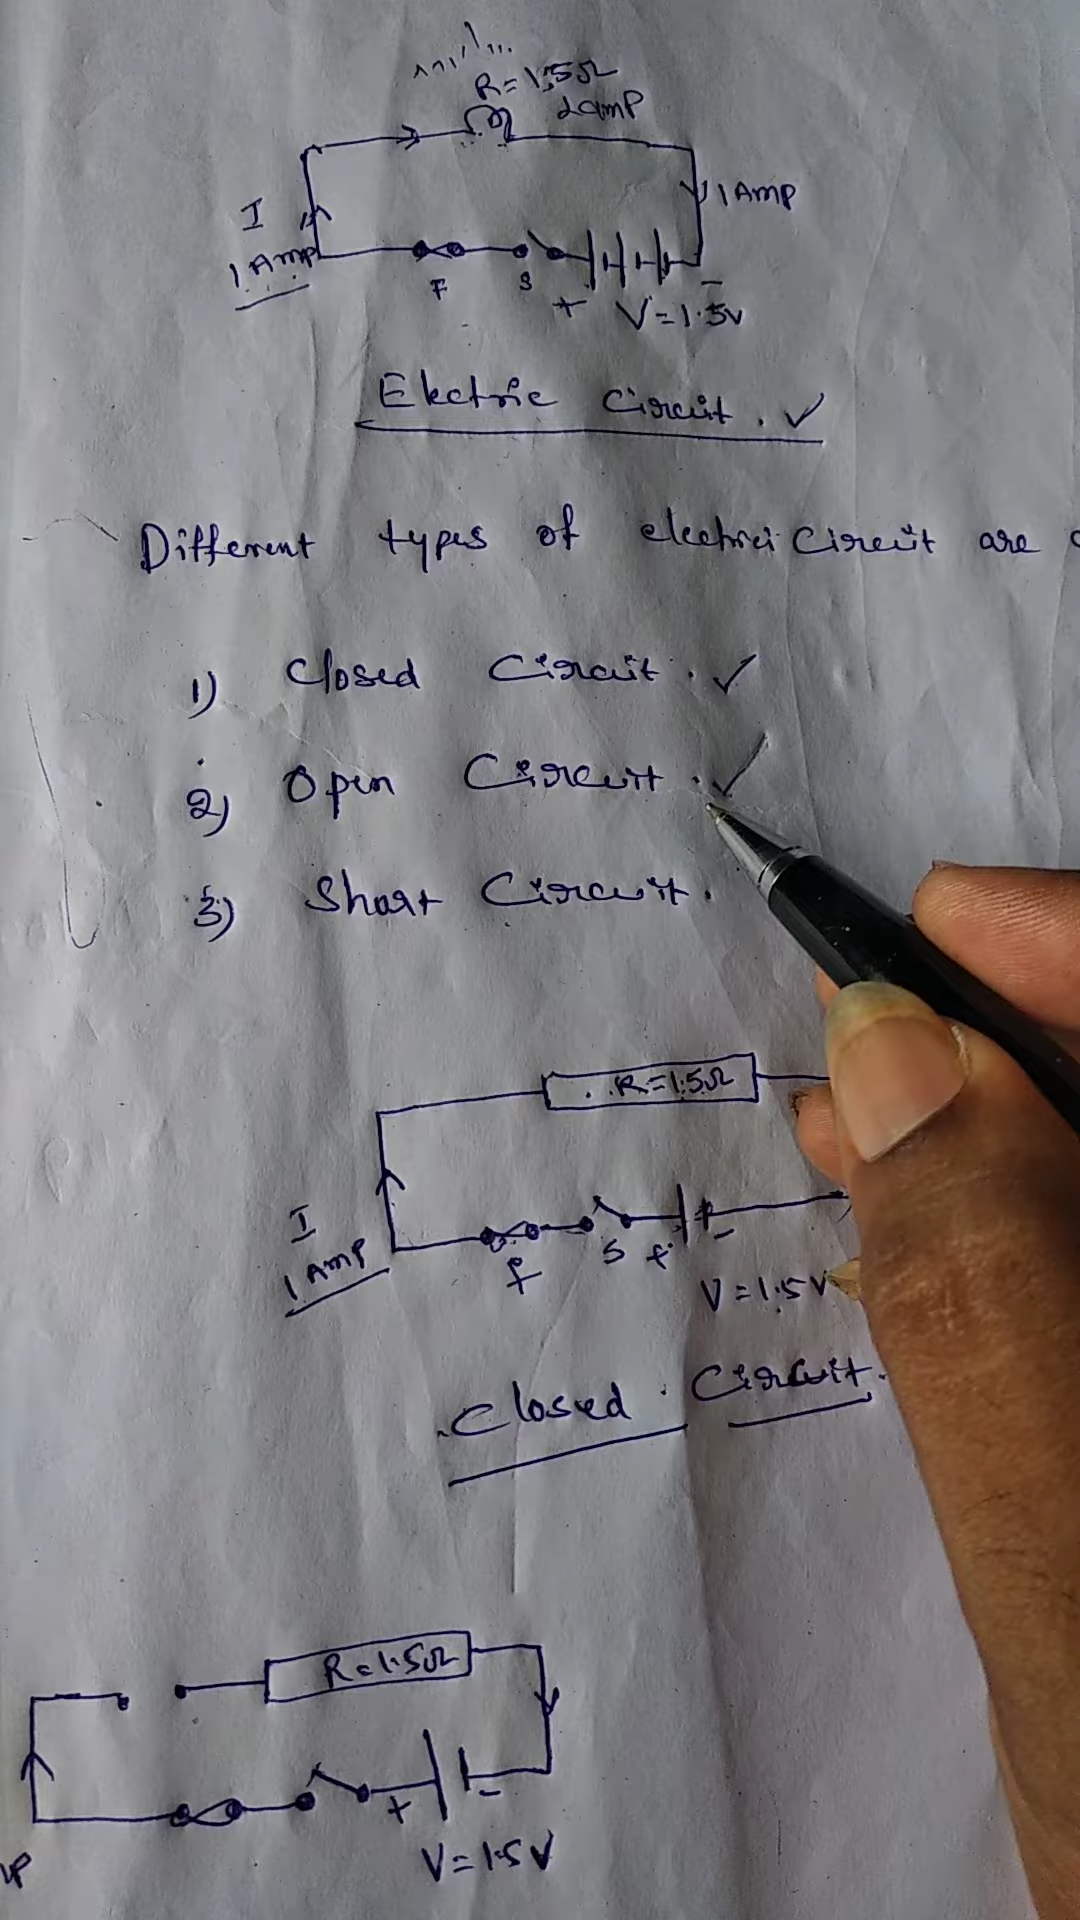 R=1.5Ω
Lamp
I
1 Amp
1 Amp
F
S
+
-
V=1.5V
Electric Circuit. ✓
Different types of electric Circuit are
1) Closed Circuit. ✓
2) Open Circuit. ✓
3) Short Circuit.
R=1.5Ω
I
1 Amp
f
S
+
-
V=1.5V
Closed Circuit.
R=1.5Ω
+
-
V=1.5V